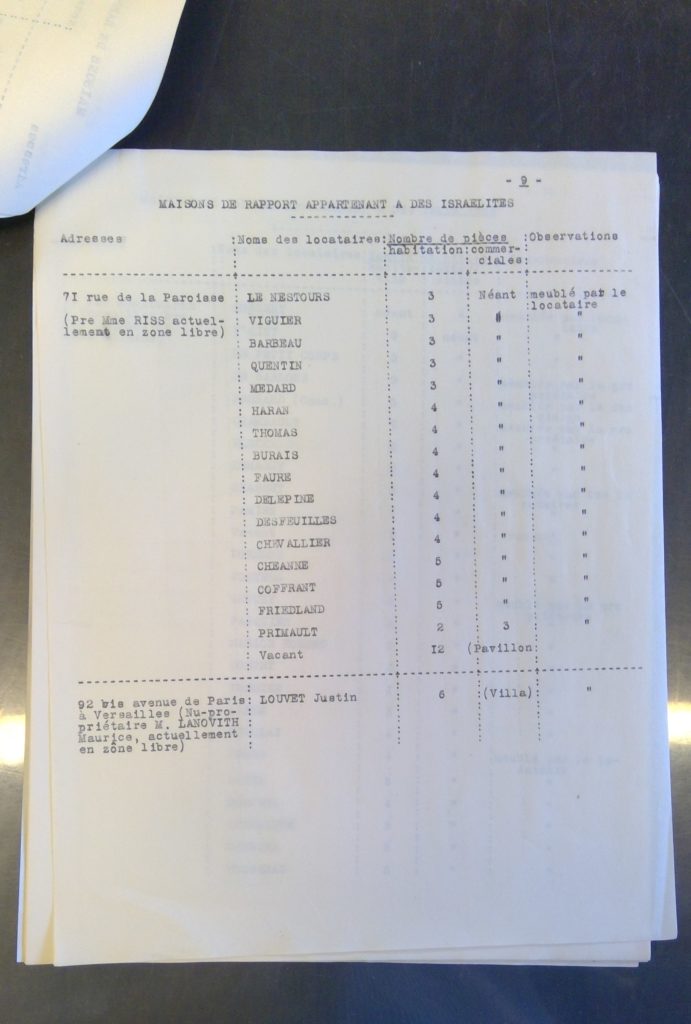 - 9 -
MAISONS DE RAPPORT APPARTENANT A DES ISRAELITES
Adresses :Noms des locataires: Nombre de pièces :Observations
habitation:commer-
ciales:
71 rue de la Paroisse : LE NESTOURS 3 Néant :meublé par le
locataire
(Pre Mme RISS actuel- : VIGUIER 3 " "
lement en zone libre) : BARBEAU 3 " "
QUENTIN 3 " "
MEDARD 3 " "
HARAN 4 " "
THOMAS 4 " "
BURAIS 4 " "
FAURE 4 " "
DELEPINE 4 " "
DESFEUILLES 4 " "
CHEVALLIER 4 " "
CHEANNE 5 " "
COFFRANT 5 " "
FRIEDLAND 5 " "
PRIMAULT 2 3 "
Vacant I2 (Pavillon
92 bis avenue de Paris: LOUVET Justin 6 :(Villa) "
à Versailles (Nu-pro-
priétaire M. LANOVITH
Maurice, actuellement
en zône libre)